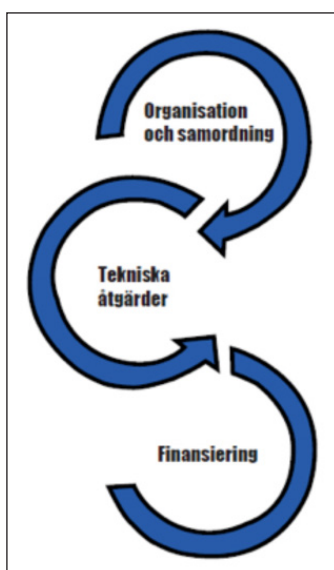 Organisation
och samordning
Tekniska
åtgärder
Finansiering